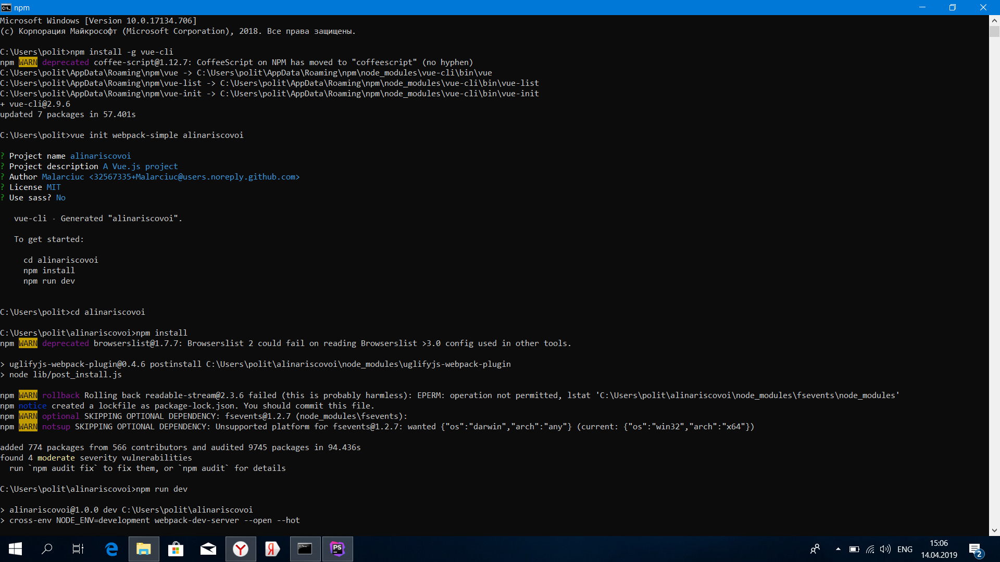 npm
Microsoft Windows [Version 10.0.17134.706]
(c) Корпорация Майкрософт (Microsoft Corporation), 2018. Все права защищены.
C:\Users\polit>npm install -g vue-cli
npm WARN deprecated coffee-script@1.12.7: CoffeeScript on NPM has moved to "coffeescript" (no hyphen)
C:\Users\polit\AppData\Roaming\npm\vue -> C:\Users\polit\AppData\Roaming\npm\node_modules\vue-cli\bin\vue
C:\Users\polit\AppData\Roaming\npm\vue-list -> C:\Users\polit\AppData\Roaming\npm\node_modules\vue-cli\bin\vue-list
C:\Users\polit\AppData\Roaming\npm\vue-init -> C:\Users\polit\AppData\Roaming\npm\node_modules\vue-cli\bin\vue-init
+ vue-cli@2.9.6
updated 7 packages in 57.401s
C:\Users\polit>vue init webpack-simple alinariscovoi
? Project name alinariscovoi
? Project description A Vue.js project
? Author Malarciuc <32567335+Malarciuc@users.noreply.github.com>
? License MIT
? Use sass? No
vue-cli · Generated "alinariscovoi".
To get started:
cd alinariscovoi
npm install
npm run dev
C:\Users\polit>cd alinariscovoi
C:\Users\polit\alinariscovoi>npm install
npm WARN deprecated browserslist@1.7.7: Browserslist 2 could fail on reading Browserslist >3.0 config used in other tools.
> uglifyjs-webpack-plugin@0.4.6 postinstall C:\Users\polit\alinariscovoi\node_modules\uglifyjs-webpack-plugin
> node lib/post_install.js
npm WARN rollback Rolling back readable-stream@2.3.6 failed (this is probably harmless): EPERM: operation not permitted, lstat 'C:\Users\polit\alinariscovoi\node_modules\fsevents\node_modules'
npm notice created a lockfile as package-lock.json. You should commit this file.
npm WARN optional SKIPPING OPTIONAL DEPENDENCY: fsevents@1.2.7 (node_modules\fsevents):
npm WARN notsup SKIPPING OPTIONAL DEPENDENCY: Unsupported platform for fsevents@1.2.7: wanted {"os":"darwin","arch":"any"} (current: {"os":"win32","arch":"x64"})
added 774 packages from 566 contributors and audited 9745 packages in 94.436s
found 4 moderate severity vulnerabilities
run `npm audit fix` to fix them, or `npm audit` for details
C:\Users\polit\alinariscovoi>npm run dev
> alinariscovoi@1.0.0 dev C:\Users\polit\alinariscovoi
> cross-env NODE_ENV=development webpack-dev-server --open --hot
PS
ENG
15:06
14.04.2019
2